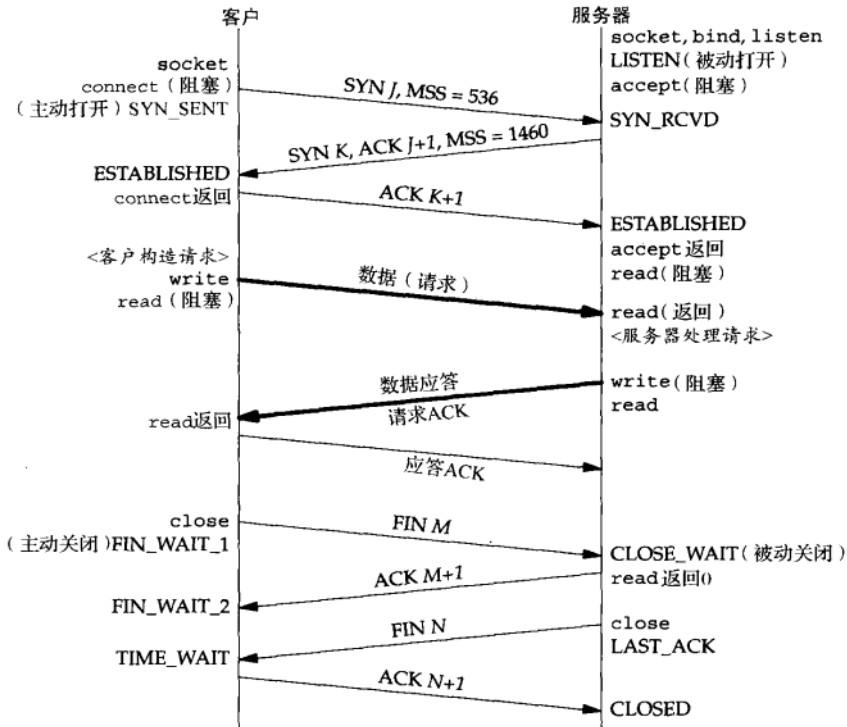 客户
服务器
socket
connect(阻塞)
(主动打开) SYN_SENT
socket, bind, listen
LISTEN(被动打开)
accept(阻塞)
SYN J, MSS = 536
SYN_RCVD
SYN K, ACK J+1, MSS = 1460
ESTABLISHED
connect返回
ACK K+1
ESTABLISHED
accept返回
read(阻塞)
<客户构造请求>
write
read(阻塞)
数据(请求)
read(返回)
<服务器处理请求>
数据应答
请求ACK
write(阻塞)
read
read返回
应答ACK
close
(主动关闭)FIN_WAIT_1
FIN M
CLOSE_WAIT(被动关闭)
read返回0
ACK M+1
FIN_WAIT_2
FIN N
close
LAST_ACK
TIME_WAIT
ACK N+1
CLOSED